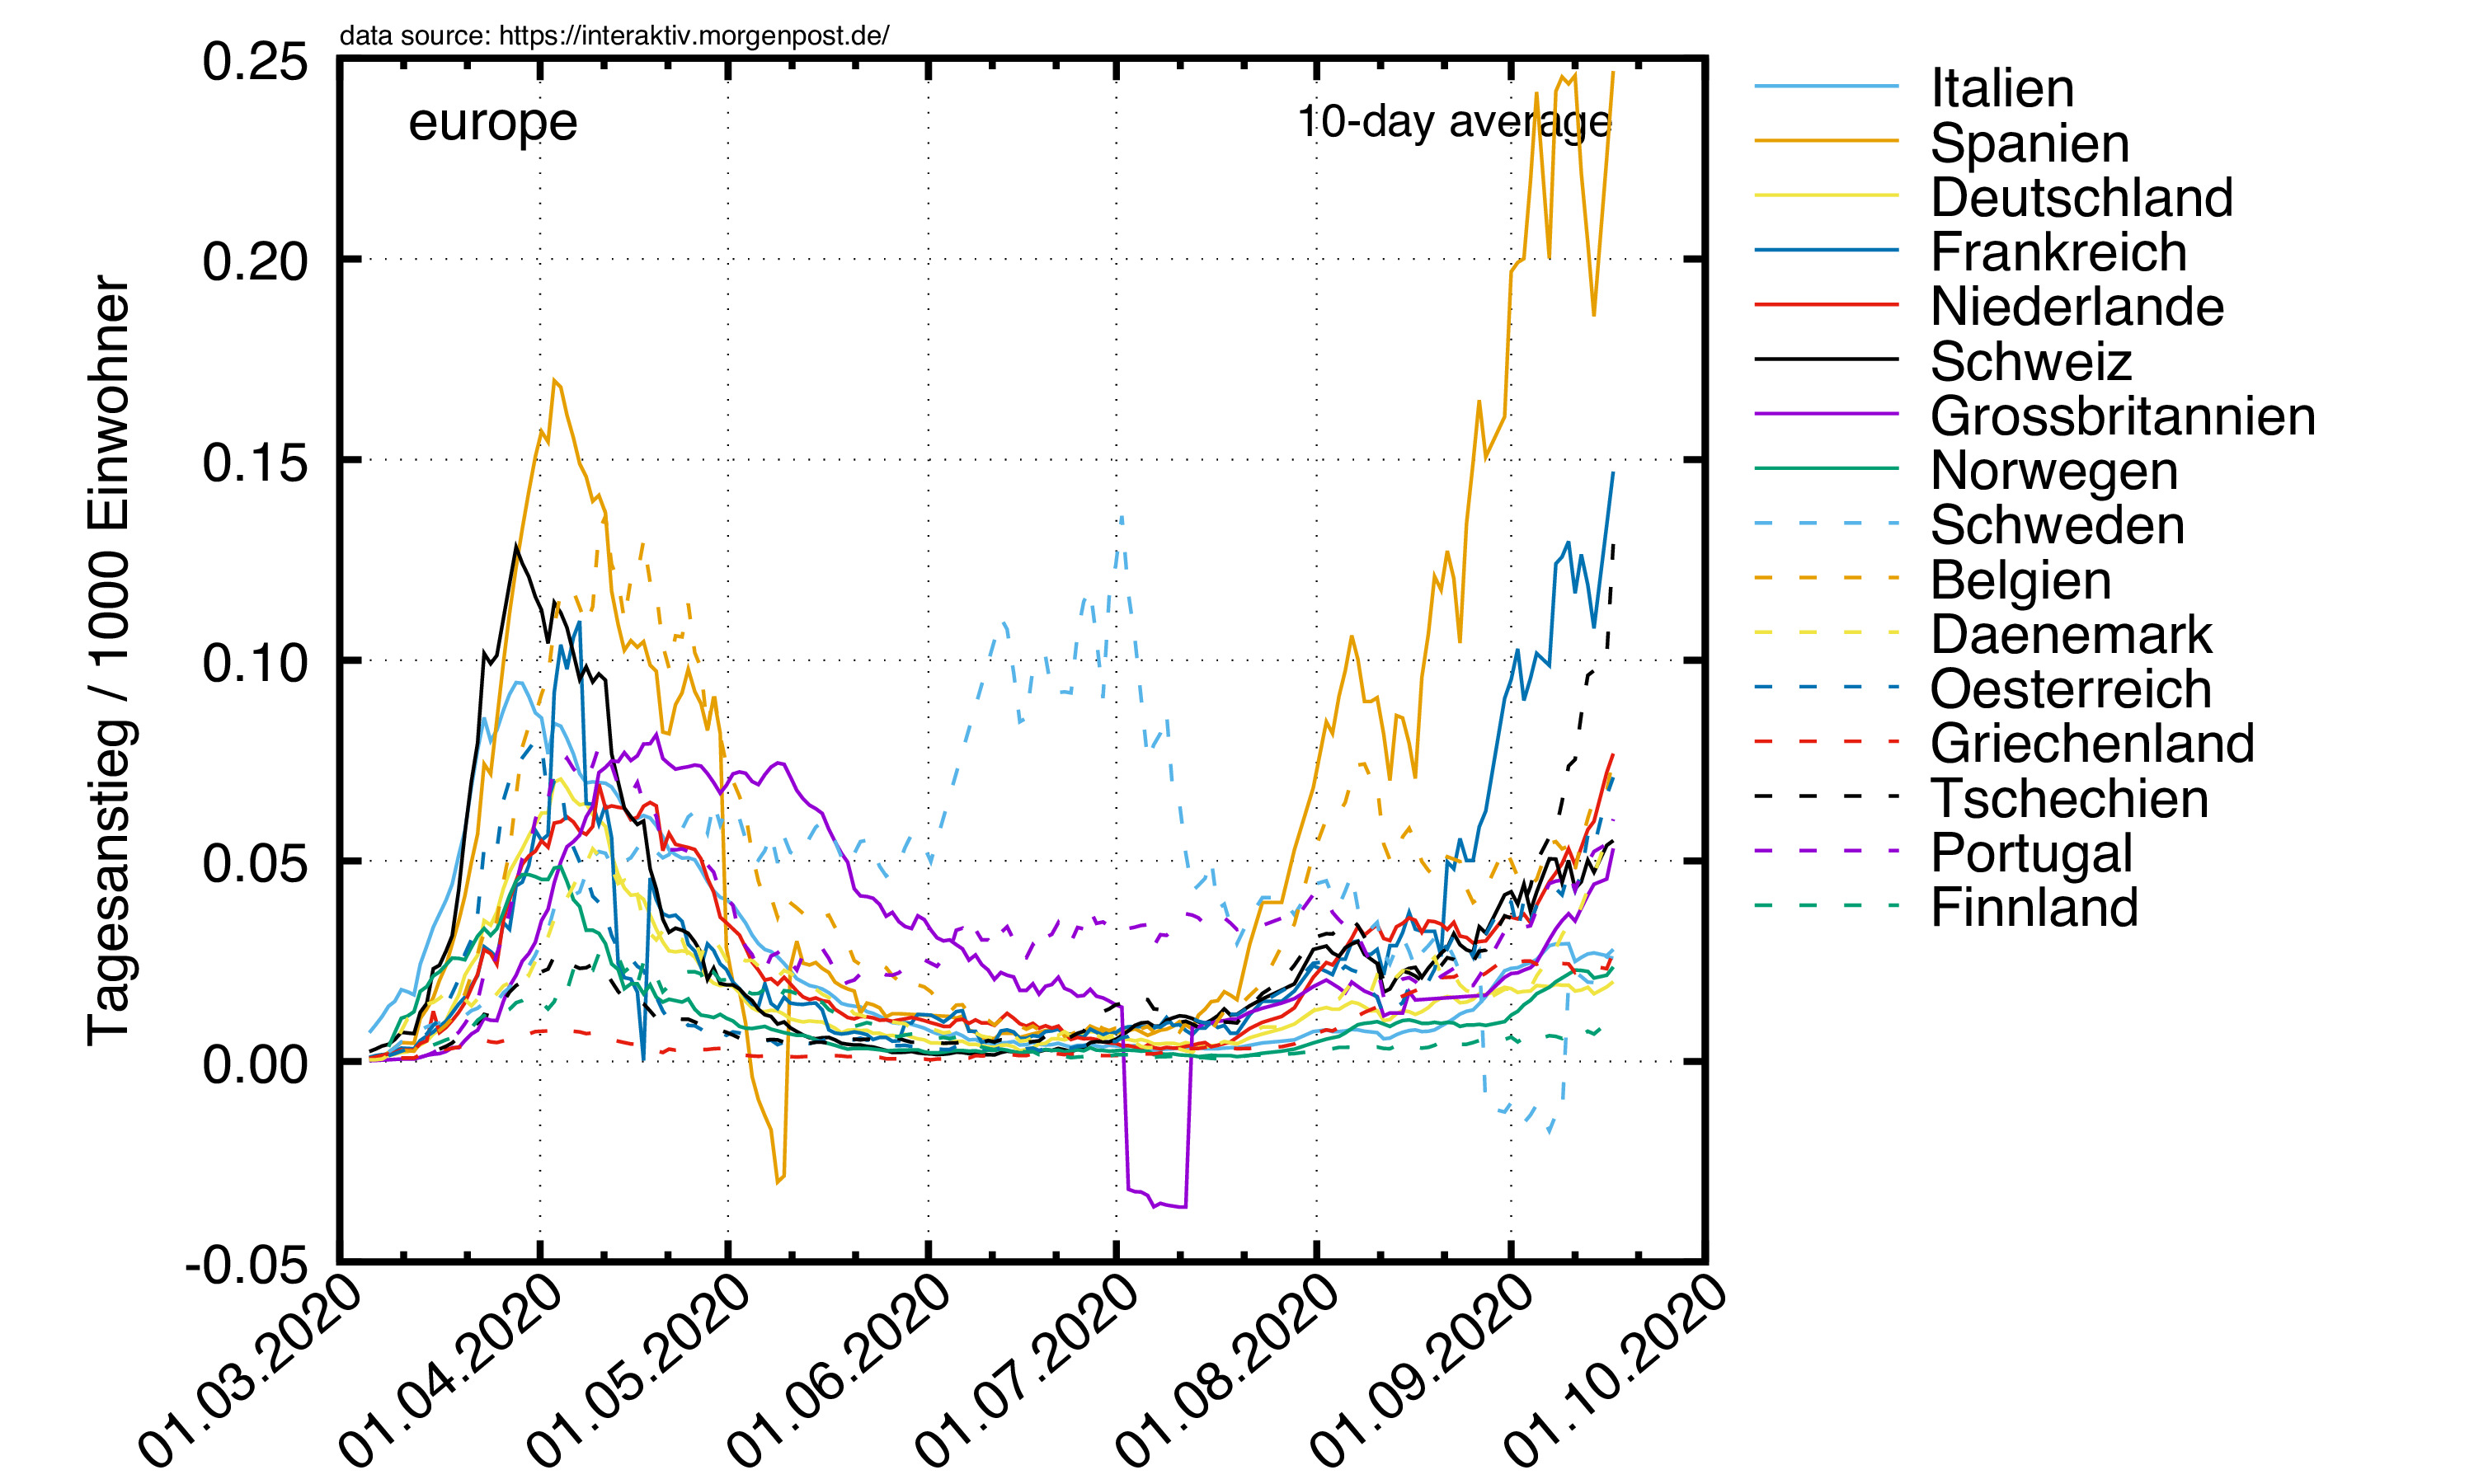 data source: https://interaktiv.morgenpost.de/
europe
10-day average
Tagesanstieg / 1000 Einwohner
0.25
0.20
0.15
0.10
0.05
0.00
-0.05
01.03.2020
01.04.2020
01.05.2020
01.06.2020
01.07.2020
01.08.2020
01.09.2020
01.10.2020
Italien
Spanien
Deutschland
Frankreich
Niederlande
Schweiz
Grossbritannien
Norwegen
Schweden
Belgien
Daenemark
Oesterreich
Griechenland
Tschechien
Portugal
Finnland